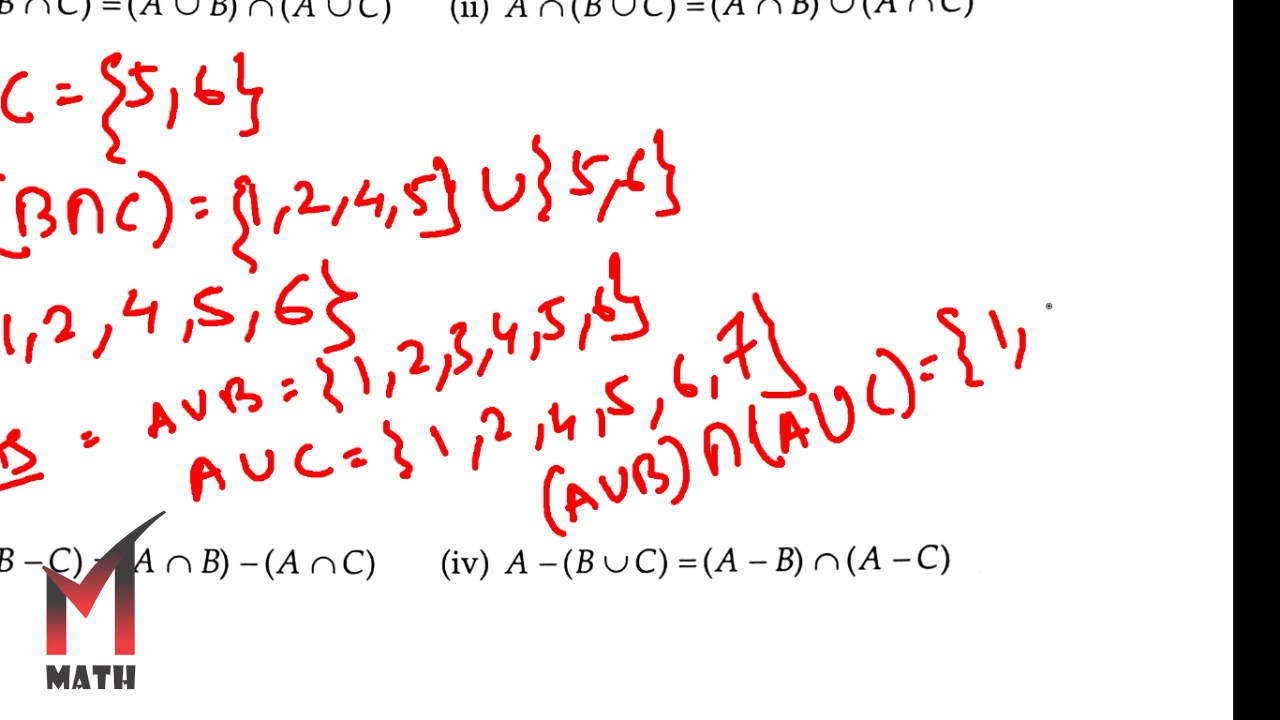 B ∩ C) = (A ∪ B) ∩ (A ∪ C) (ii) A ∩ (B ∪ C) = (A ∩ B) ∪ (A ∩ C)
C = {5, 6}
(B∩C) = {1, 2, 4, 5} ∪ {5, 6}
1, 2, 4, 5, 6}
B = A∪B = {1, 2, 3, 4, 5, 6}
A ∪ C = {1, 2, 4, 5, 6, 7}
(A∪B) ∩ (A ∪ C) = {1,
B – C) = (A ∩ B) – (A ∩ C) (iv) A – (B ∪ C) = (A – B) ∩ (A – C)
MATH